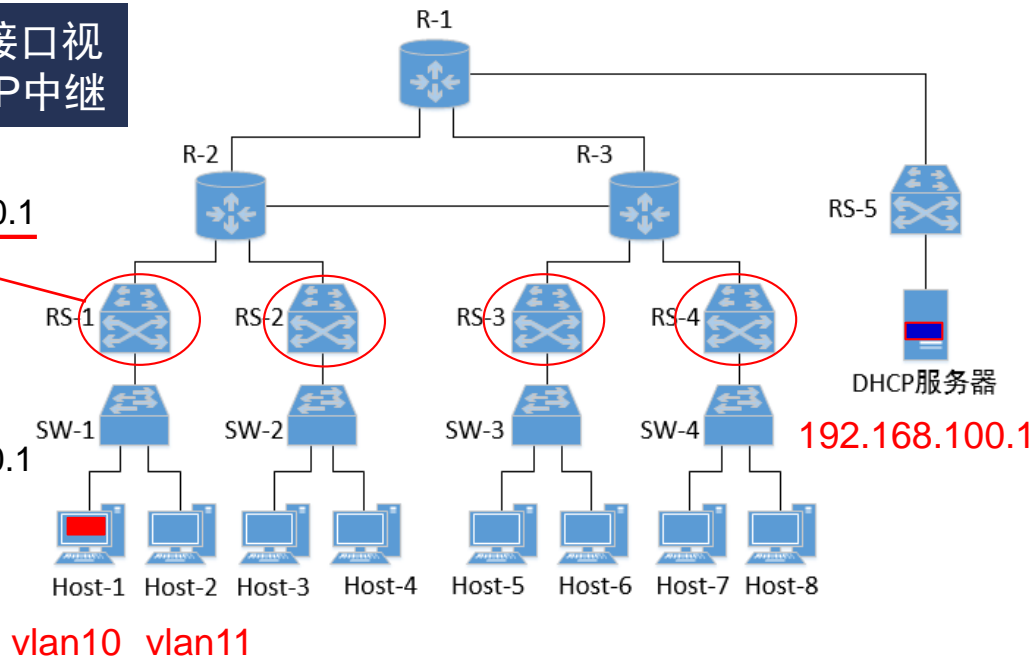 接口视
P中继
R-1
R-2
R-3
0.1
RS-5
RS-1
RS-2
RS-3
RS-4
DHCP服务器
SW-1
SW-2
SW-3
SW-4
192.168.100.1
0.1
Host-1
Host-2
Host-3
Host-4
Host-5
Host-6
Host-7
Host-8
vlan10
vlan11